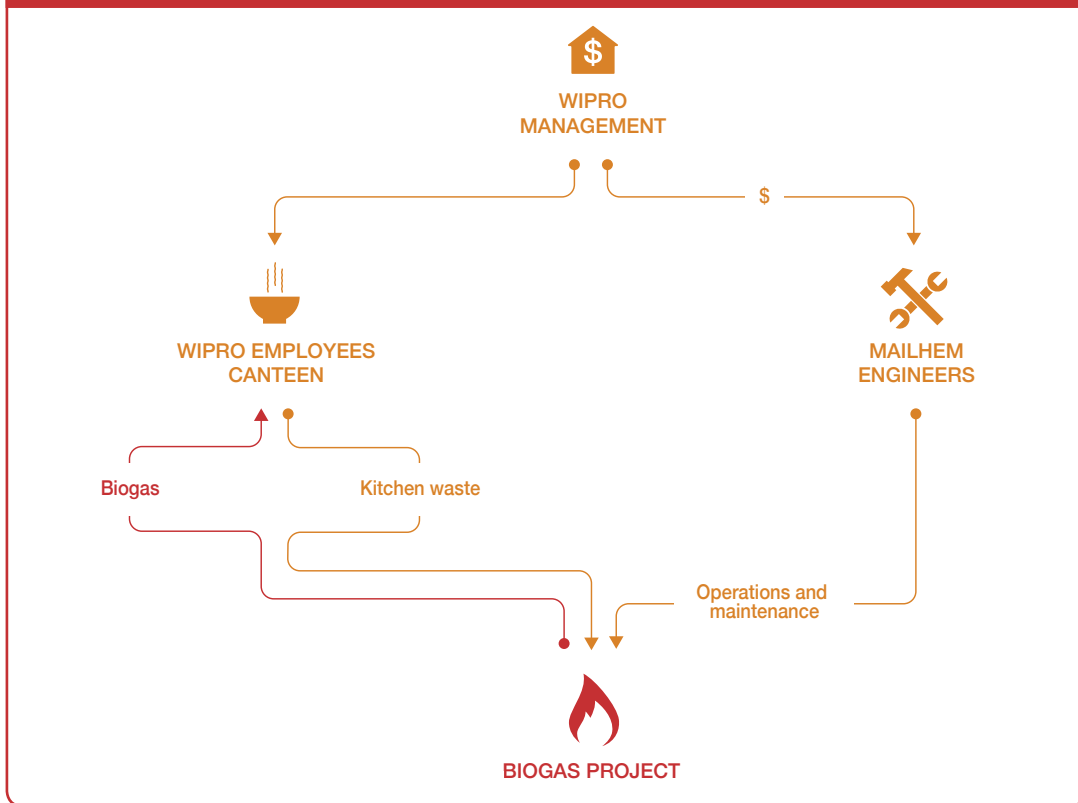 $
WIPRO
MANAGEMENT
$
WIPRO EMPLOYEES
CANTEEN
MAILHEM
ENGINEERS
Biogas
Kitchen waste
Operations and
maintenance
BIOGAS PROJECT